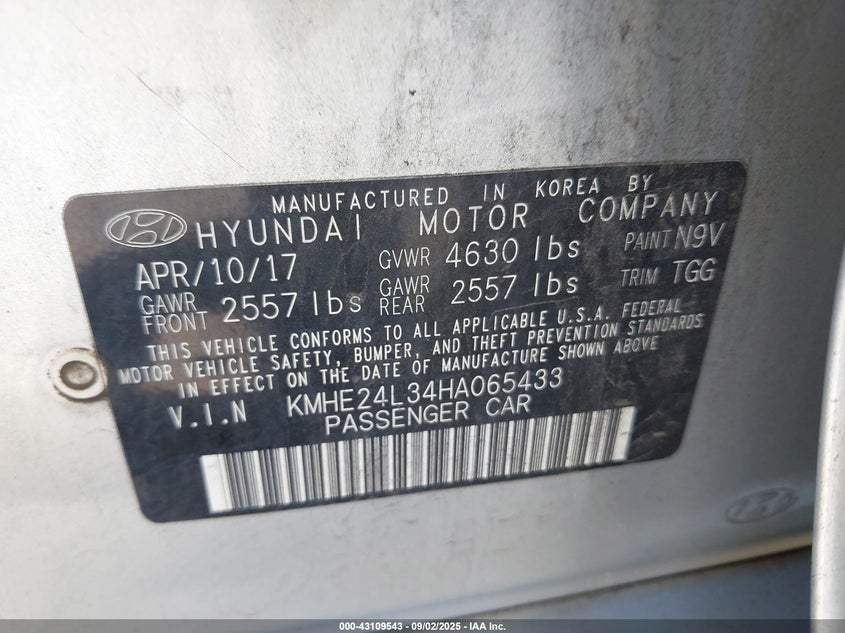 MANUFACTURED IN KOREA BY
HYUNDAI MOTOR COMPANY
APR/10/17 GVWR 4630 lbs PAINT N9V
GAWR FRONT 2557 lbs GAWR REAR 2557 lbs TRIM TGG
THIS VEHICLE CONFORMS TO ALL APPLICABLE U.S.A. FEDERAL
MOTOR VEHICLE SAFETY, BUMPER, AND THEFT PREVENTION STANDARDS
IN EFFECT ON THE DATE OF MANUFACTURE SHOWN ABOVE
V.I.N KMHE24L34HA065433
PASSENGER CAR
000-43109543 - 09/02/2025 - IAA Inc.